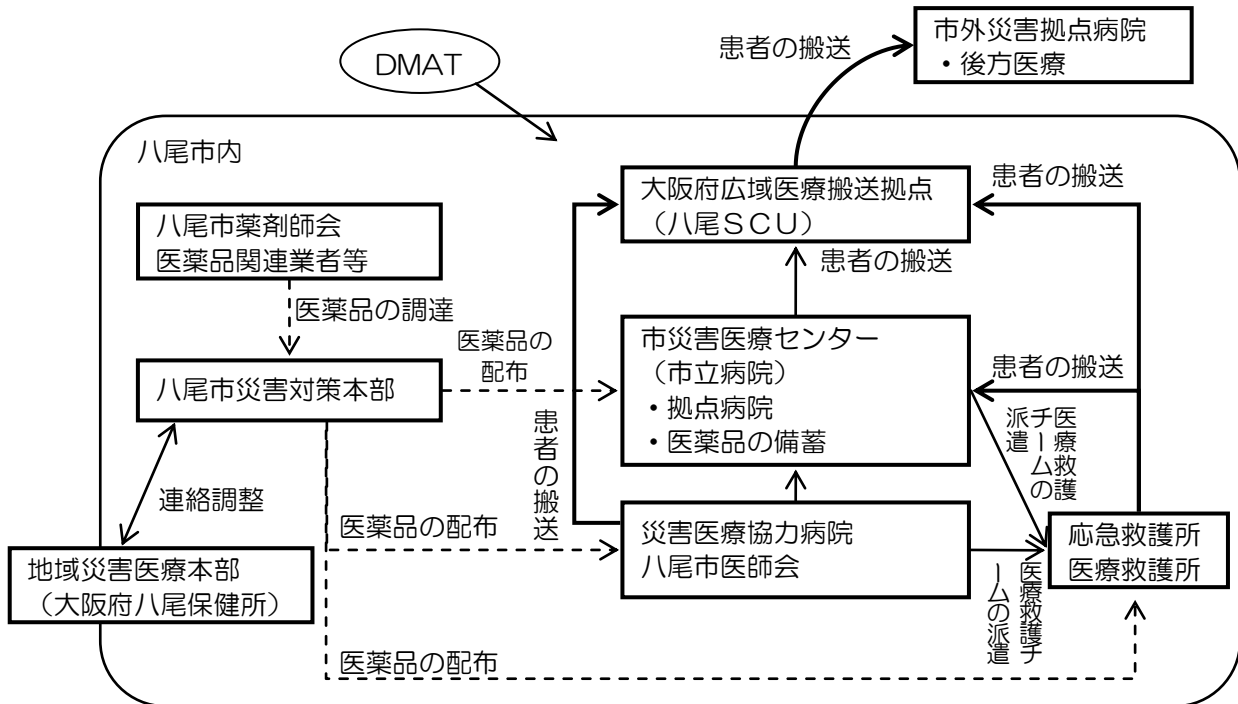 市外災害拠点病院
・後方医療
患者の搬送
DMAT
八尾市内
大阪府広域医療搬送拠点
（八尾ＳＣＵ）
患者の搬送
八尾市薬剤師会
医薬品関連業者等
患者の搬送
医薬品の調達
医薬品の
配布
市災害医療センター
（市立病院）
・拠点病院
・医薬品の備蓄
患者の搬送
八尾市災害対策本部
患者の搬送
医療救護
チームの
派遣
連絡調整
医薬品の配布
災害医療協力病院
八尾市医師会
応急救護所
医療救護所
地域災害医療本部
（大阪府八尾保健所）
医療救護チ
ームの派遣
医薬品の配布